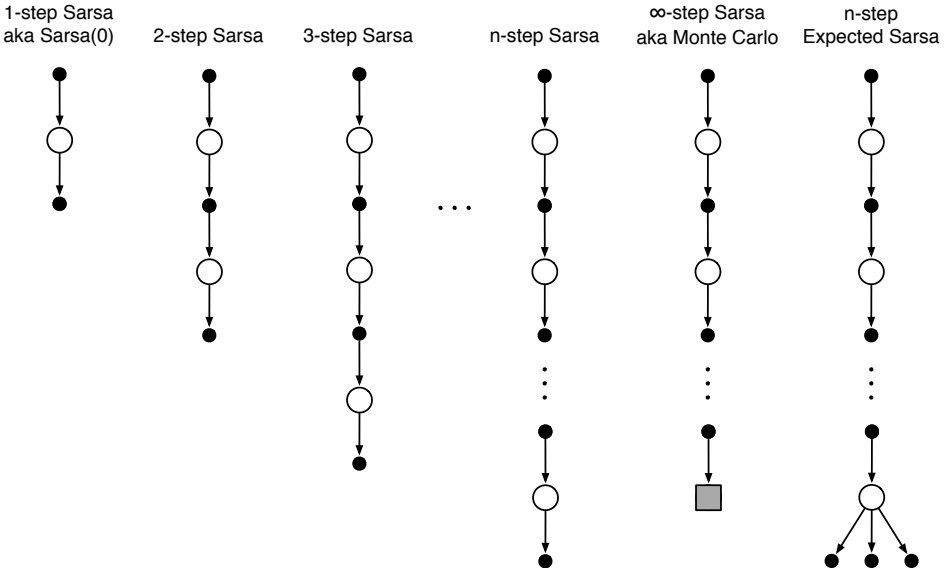 1-step Sarsa
aka Sarsa(0)
2-step Sarsa
3-step Sarsa
n-step Sarsa
∞-step Sarsa
aka Monte Carlo
n-step
Expected Sarsa